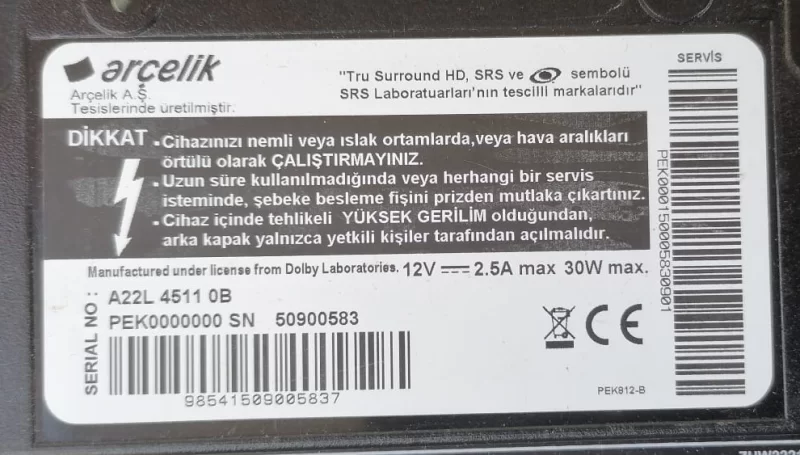 arçelik
Arçelik A.Ş.
Tesislerinde üretilmiştir.
"Tru Surround HD, SRS ve sembolü
SRS Laboratuarları'nın tescilli markalarıdır"
SERVİS
DİKKAT
• Cihazınızı nemli veya ıslak ortamlarda,veya hava aralıkları
örtülü olarak ÇALIŞTIRMAYINIZ.
• Uzun süre kullanılmadığında veya herhangi bir servis
isteminde, şebeke besleme fişini prizden mutlaka çıkartınız.
• Cihaz içinde tehlikeli YÜKSEK GERİLİM olduğundan,
arka kapak yalnızca yetkili kişiler tarafından açılmalıdır.
Manufactured under license from Dolby Laboratories. 12V 2.5A max 30W max.
SERIAL NO :
A22L 4511 0B
PEK0000000 SN 50900583
98541509005837
CE
PEK812-B
PEK000150005830901